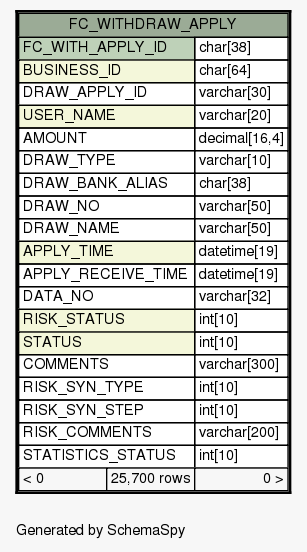 FC_WITHDRAW_APPLY
FC_WITH_APPLY_ID char[38]
BUSINESS_ID char[64]
DRAW_APPLY_ID varchar[30]
USER_NAME varchar[20]
AMOUNT decimal[16,4]
DRAW_TYPE varchar[10]
DRAW_BANK_ALIAS char[38]
DRAW_NO varchar[50]
DRAW_NAME varchar[50]
APPLY_TIME datetime[19]
APPLY_RECEIVE_TIME datetime[19]
DATA_NO varchar[32]
RISK_STATUS int[10]
STATUS int[10]
COMMENTS varchar[300]
RISK_SYN_TYPE int[10]
RISK_SYN_STEP int[10]
RISK_COMMENTS varchar[200]
STATISTICS_STATUS int[10]
< 0 25,700 rows 0 >
Generated by SchemaSpy